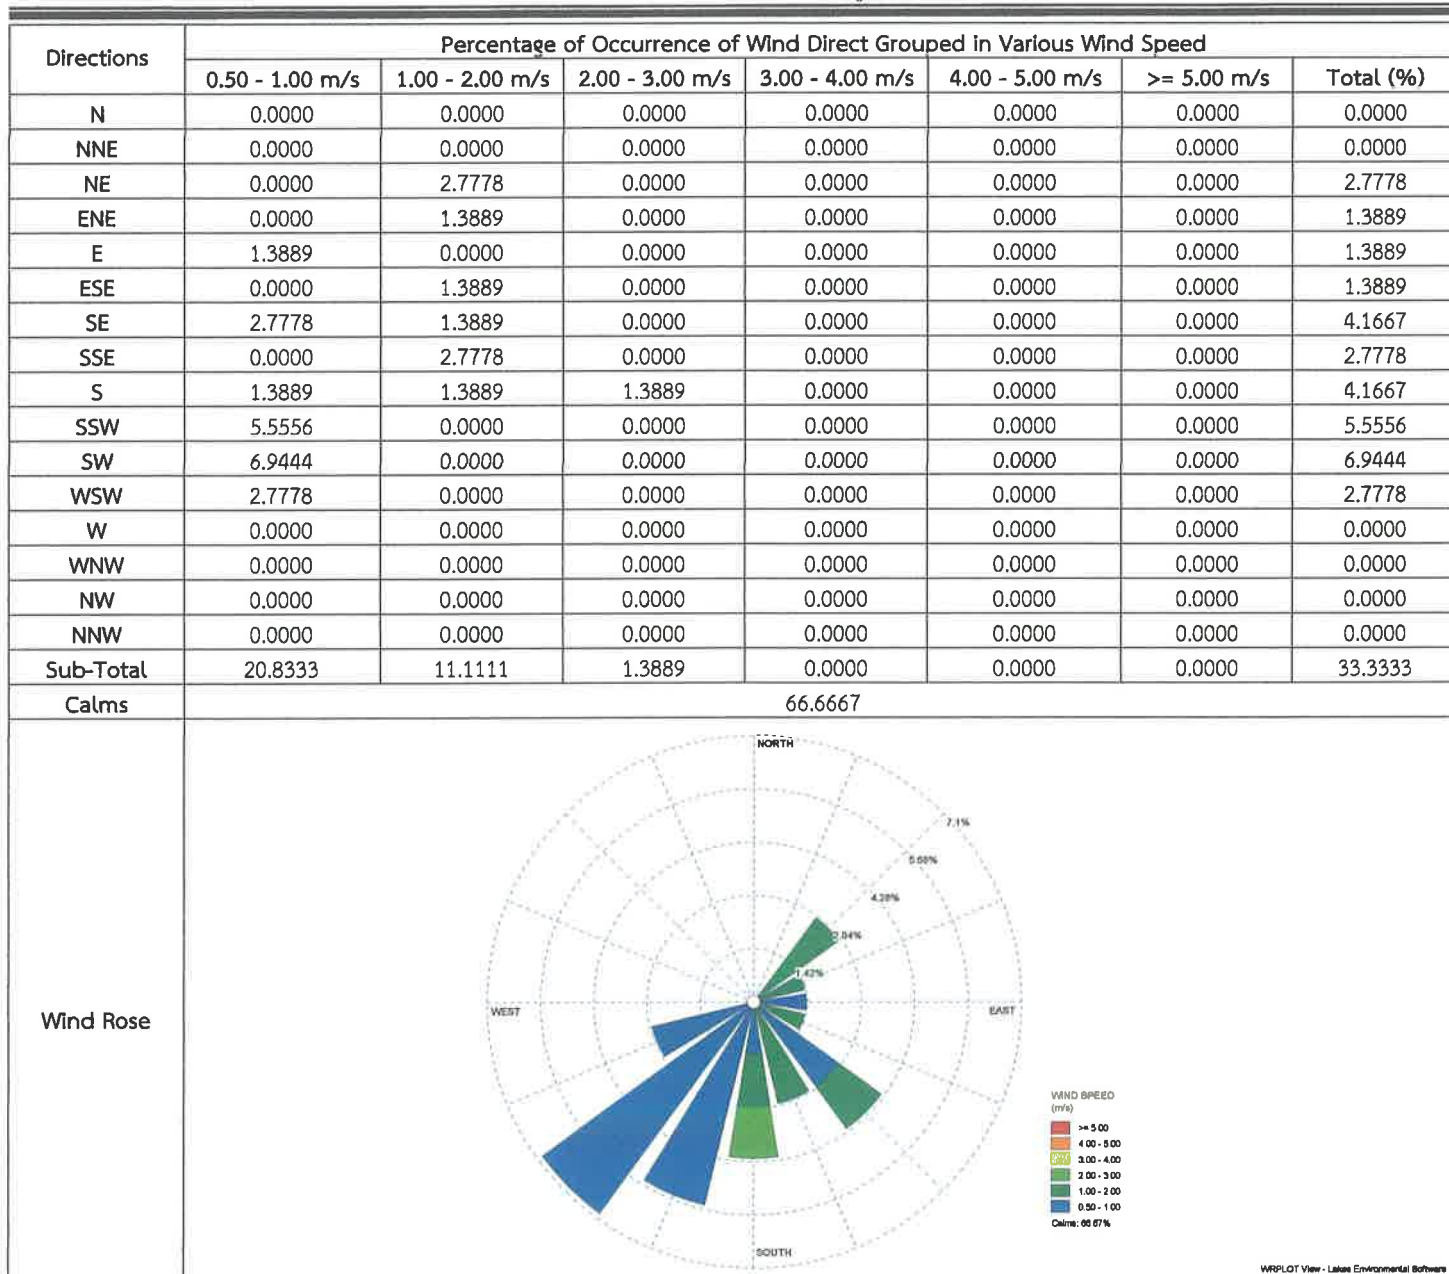 Directions Percentage of Occurrence of Wind Direct Grouped in Various Wind Speed
0.50 - 1.00 m/s 1.00 - 2.00 m/s 2.00 - 3.00 m/s 3.00 - 4.00 m/s 4.00 - 5.00 m/s >= 5.00 m/s Total (%)
N 0.0000 0.0000 0.0000 0.0000 0.0000 0.0000 0.0000
NNE 0.0000 0.0000 0.0000 0.0000 0.0000 0.0000 0.0000
NE 0.0000 2.7778 0.0000 0.0000 0.0000 0.0000 2.7778
ENE 0.0000 1.3889 0.0000 0.0000 0.0000 0.0000 1.3889
E 1.3889 0.0000 0.0000 0.0000 0.0000 0.0000 1.3889
ESE 0.0000 1.3889 0.0000 0.0000 0.0000 0.0000 1.3889
SE 2.7778 1.3889 0.0000 0.0000 0.0000 0.0000 4.1667
SSE 0.0000 2.7778 0.0000 0.0000 0.0000 0.0000 2.7778
S 1.3889 1.3889 1.3889 0.0000 0.0000 0.0000 4.1667
SSW 5.5556 0.0000 0.0000 0.0000 0.0000 0.0000 5.5556
SW 6.9444 0.0000 0.0000 0.0000 0.0000 0.0000 6.9444
WSW 2.7778 0.0000 0.0000 0.0000 0.0000 0.0000 2.7778
W 0.0000 0.0000 0.0000 0.0000 0.0000 0.0000 0.0000
WNW 0.0000 0.0000 0.0000 0.0000 0.0000 0.0000 0.0000
NW 0.0000 0.0000 0.0000 0.0000 0.0000 0.0000 0.0000
NNW 0.0000 0.0000 0.0000 0.0000 0.0000 0.0000 0.0000
Sub-Total 20.8333 11.1111 1.3889 0.0000 0.0000 0.0000 33.3333
Calms 66.6667
Wind Rose
NORTH
7.1%
5.68%
4.26%
2.84%
1.42%
WEST
EAST
SOUTH
WIND SPEED
(m/s)
>= 5.00
4.00 - 5.00
3.00 - 4.00
2.00 - 3.00
1.00 - 2.00
0.50 - 1.00
Calms: 66.67%
WRPLOT View - Lakes Environmental Software